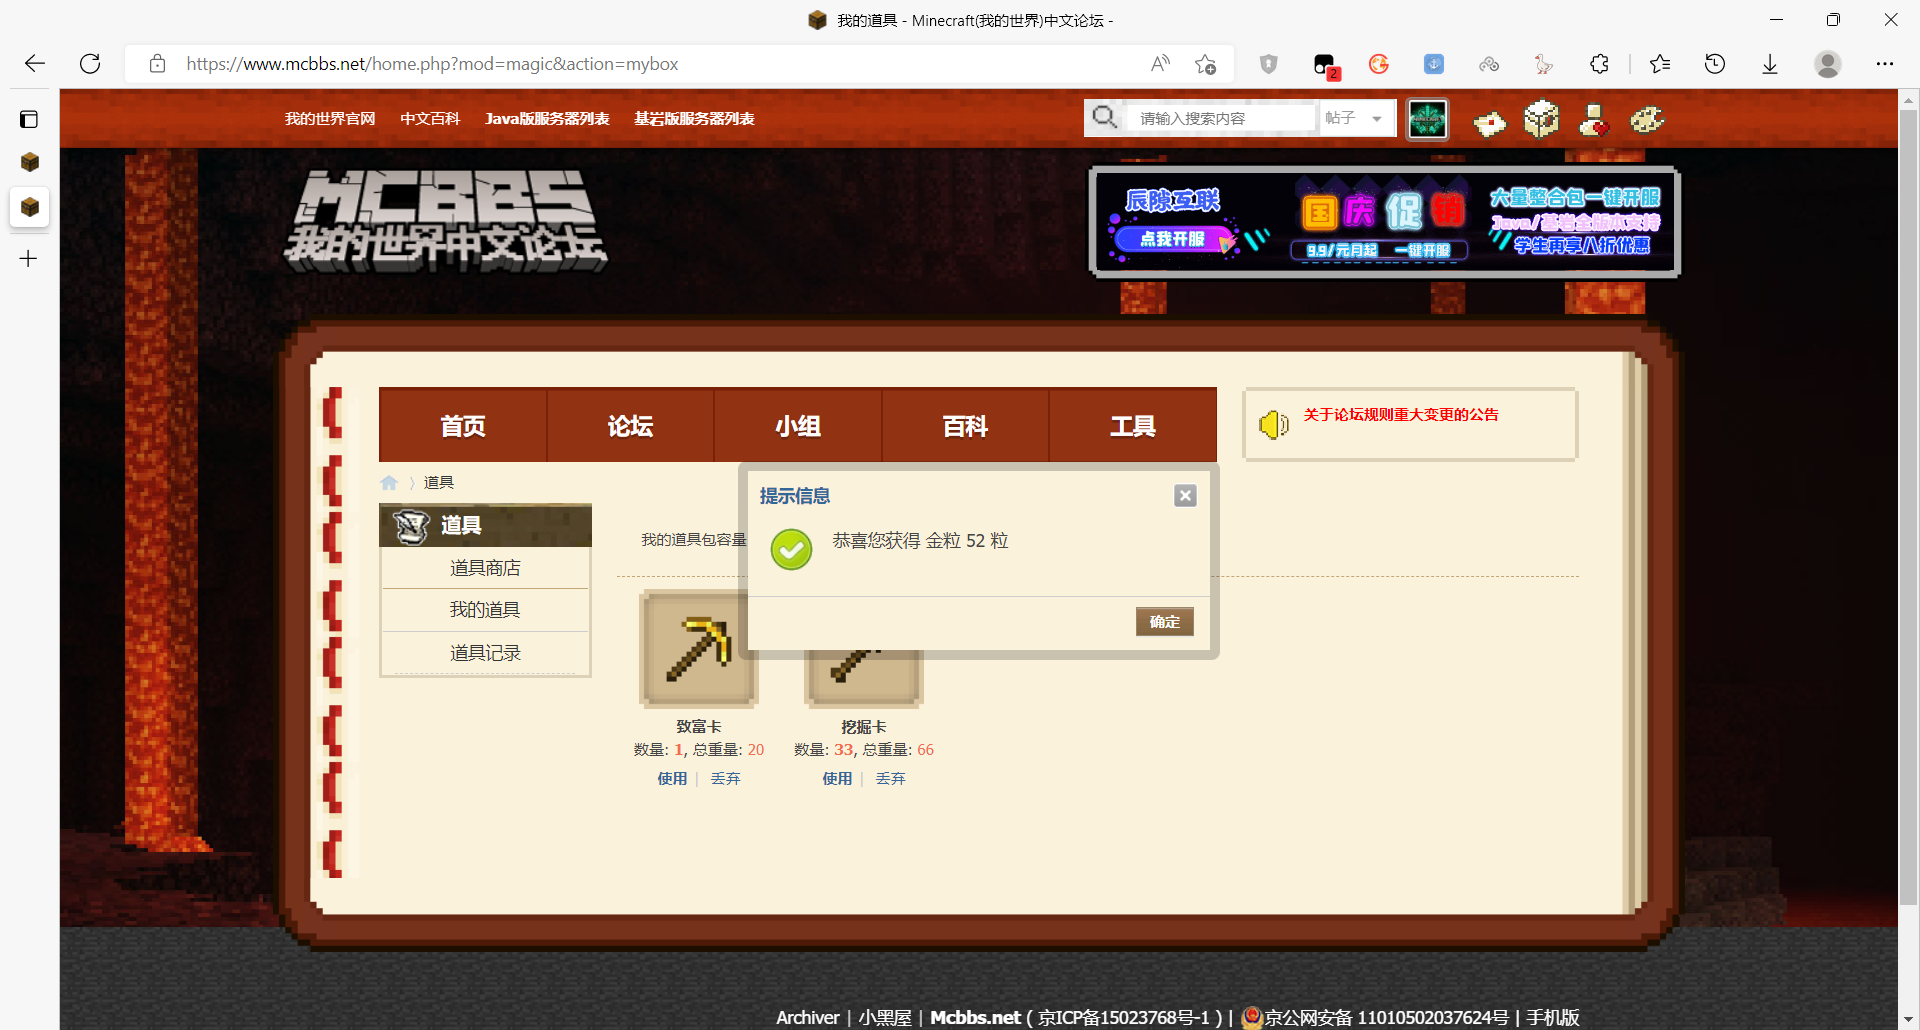 我的道具 - Minecraft(我的世界)中文论坛 -
https://www.mcbbs.net/home.php?mod=magic&action=mybox
2
我的世界官网 中文百科 Java版服务器列表 基岩版服务器列表
请输入搜索内容 帖子
MCBBS
我的世界中文论坛
辰隙互联
点我开服
国庆促销
9.9/元月起 一键开服
大量整合包一键开服
Java/基岩全版本支持
学生再享八折优惠
首页 论坛 小组 百科 工具
关于论坛规则重大变更的公告
道具
道具
道具商店
我的道具
道具记录
我的道具包容量
提示信息
恭喜您获得 金粒 52 粒
确定
致富卡
数量: 1, 总重量: 20
使用 | 丢弃
挖掘卡
数量: 33, 总重量: 66
使用 | 丢弃
Archiver | 小黑屋 | Mcbbs.net ( 京ICP备15023768号-1 ) | 京公网安备 11010502037624号 | 手机版